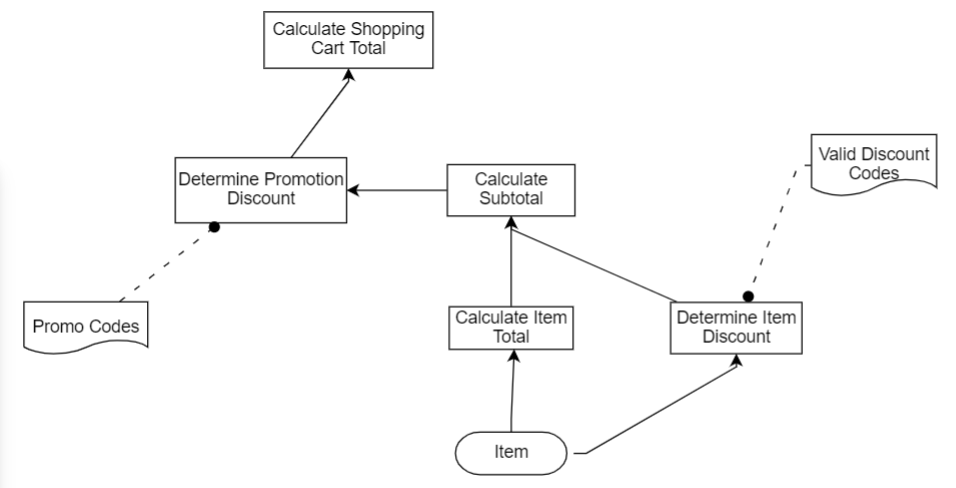 Calculate Shopping
Cart Total
Valid Discount
Codes
Determine Promotion
Discount
Calculate
Subtotal
Promo Codes
Calculate Item
Total
Determine Item
Discount
Item